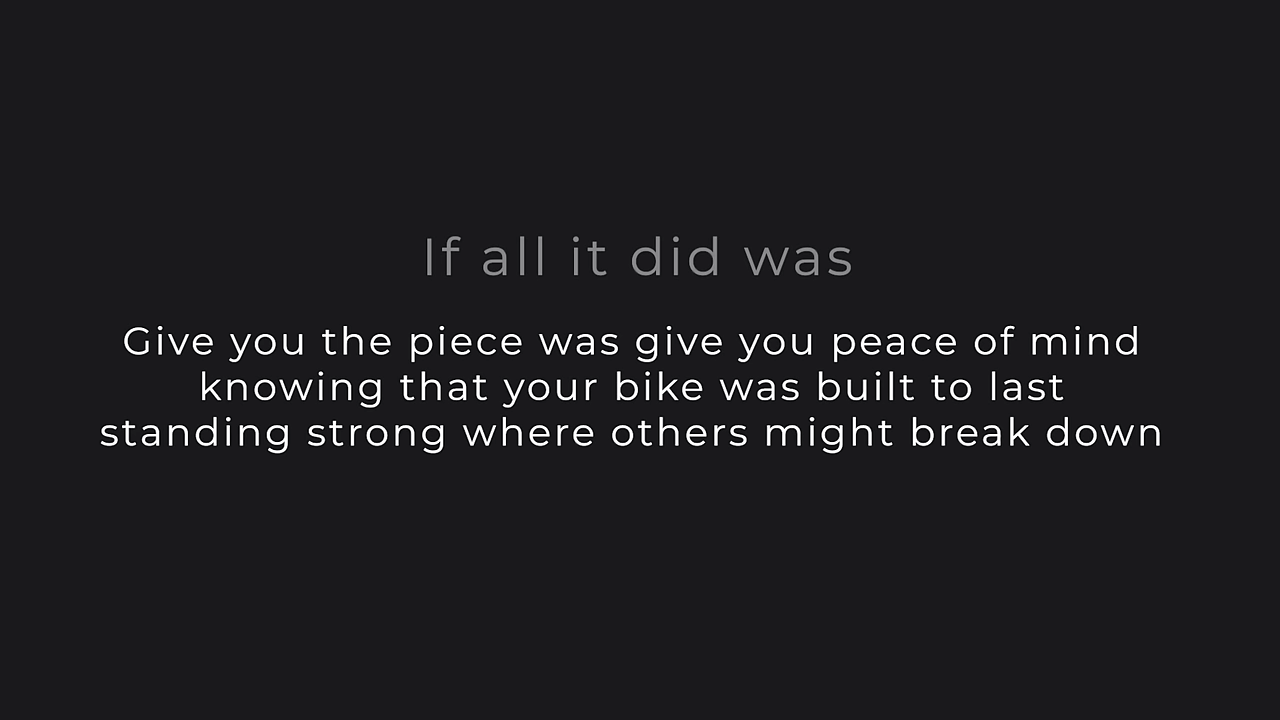 If all it did was
Give you the piece was give you peace of mind
knowing that your bike was built to last
standing strong where others might break down